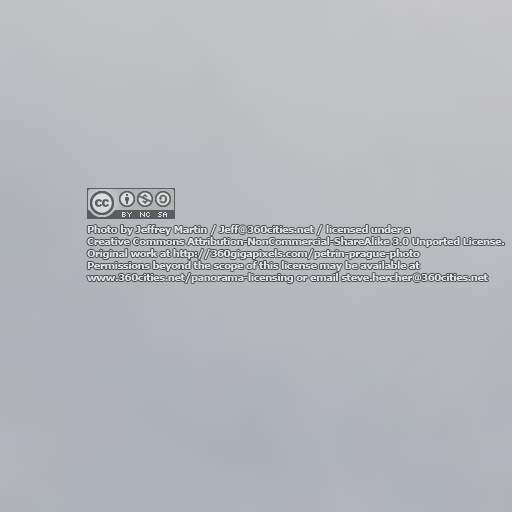 cc
BY NC SA
Photo by Jeffrey Martin / Jeff@360cities.net / licensed under a
Creative Commons Attribution-NonCommercial-ShareAlike 3.0 Unported License.
Original work at http://360gigapixels.com/petrin-prague-photo
Permissions beyond the scope of this license may be available at
www.360cities.net/panorama-licensing or email steve.hercher@360cities.net